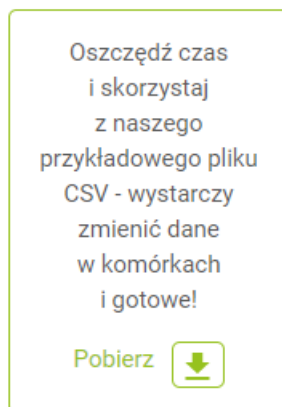 Oszczędź czas
i skorzystaj
z naszego
przykładowego pliku
CSV - wystarczy
zmienić dane
w komórkach
i gotowe!
Pobierz